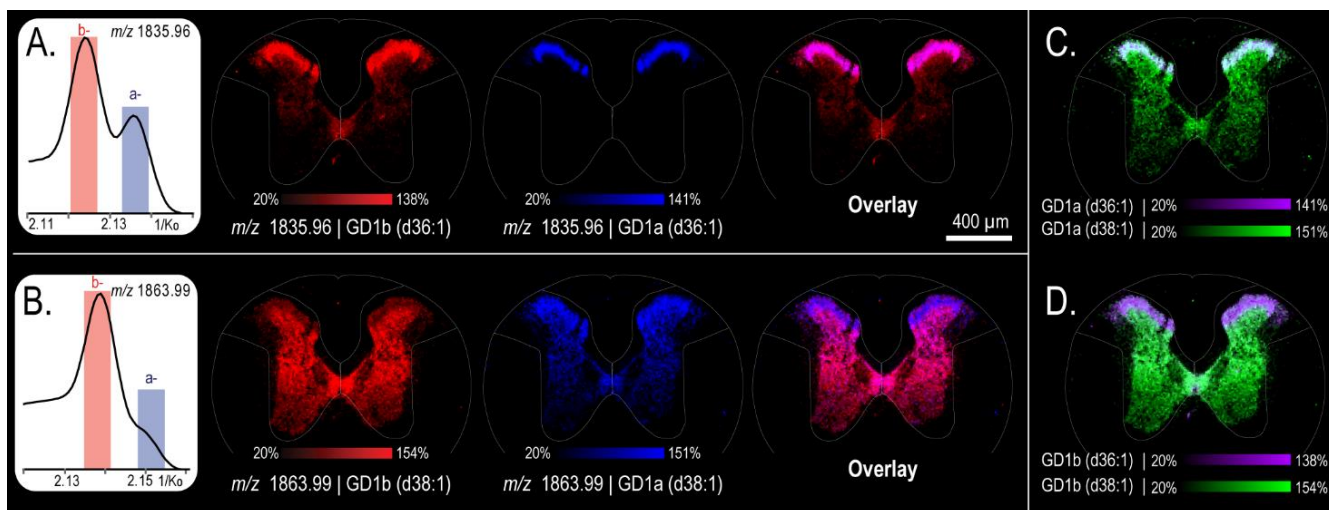 A.
m/z 1835.96
b-
a-
2.11 2.13 1/K₀
20% 138%
m/z 1835.96 | GD1b (d36:1)
20% 141%
m/z 1835.96 | GD1a (d36:1)
Overlay
400 µm
B.
m/z 1863.99
b-
a-
2.13 2.15 1/K₀
20% 154%
m/z 1863.99 | GD1b (d38:1)
20% 151%
m/z 1863.99 | GD1a (d38:1)
Overlay
C.
GD1a (d36:1) 20% 141%
GD1a (d38:1) 20% 151%
D.
GD1b (d36:1) 20% 138%
GD1b (d38:1) 20% 154%